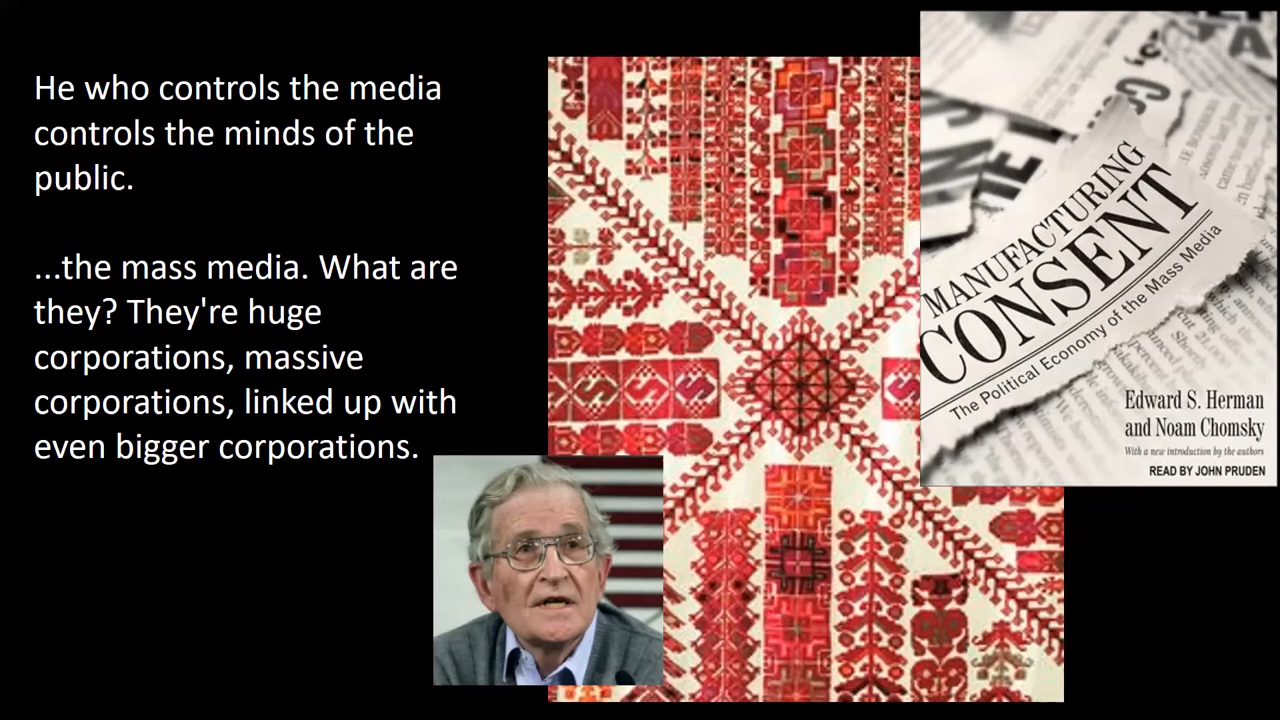 He who controls the media
controls the minds of the
public.
...the mass media. What are
they? They're huge
corporations, massive
corporations, linked up with
even bigger corporations.
MANUFACTURING
CONSENT
The Political Economy of the Mass Media
Edward S. Herman
and Noam Chomsky
With a new introduction by the authors
READ BY JOHN PRUDEN